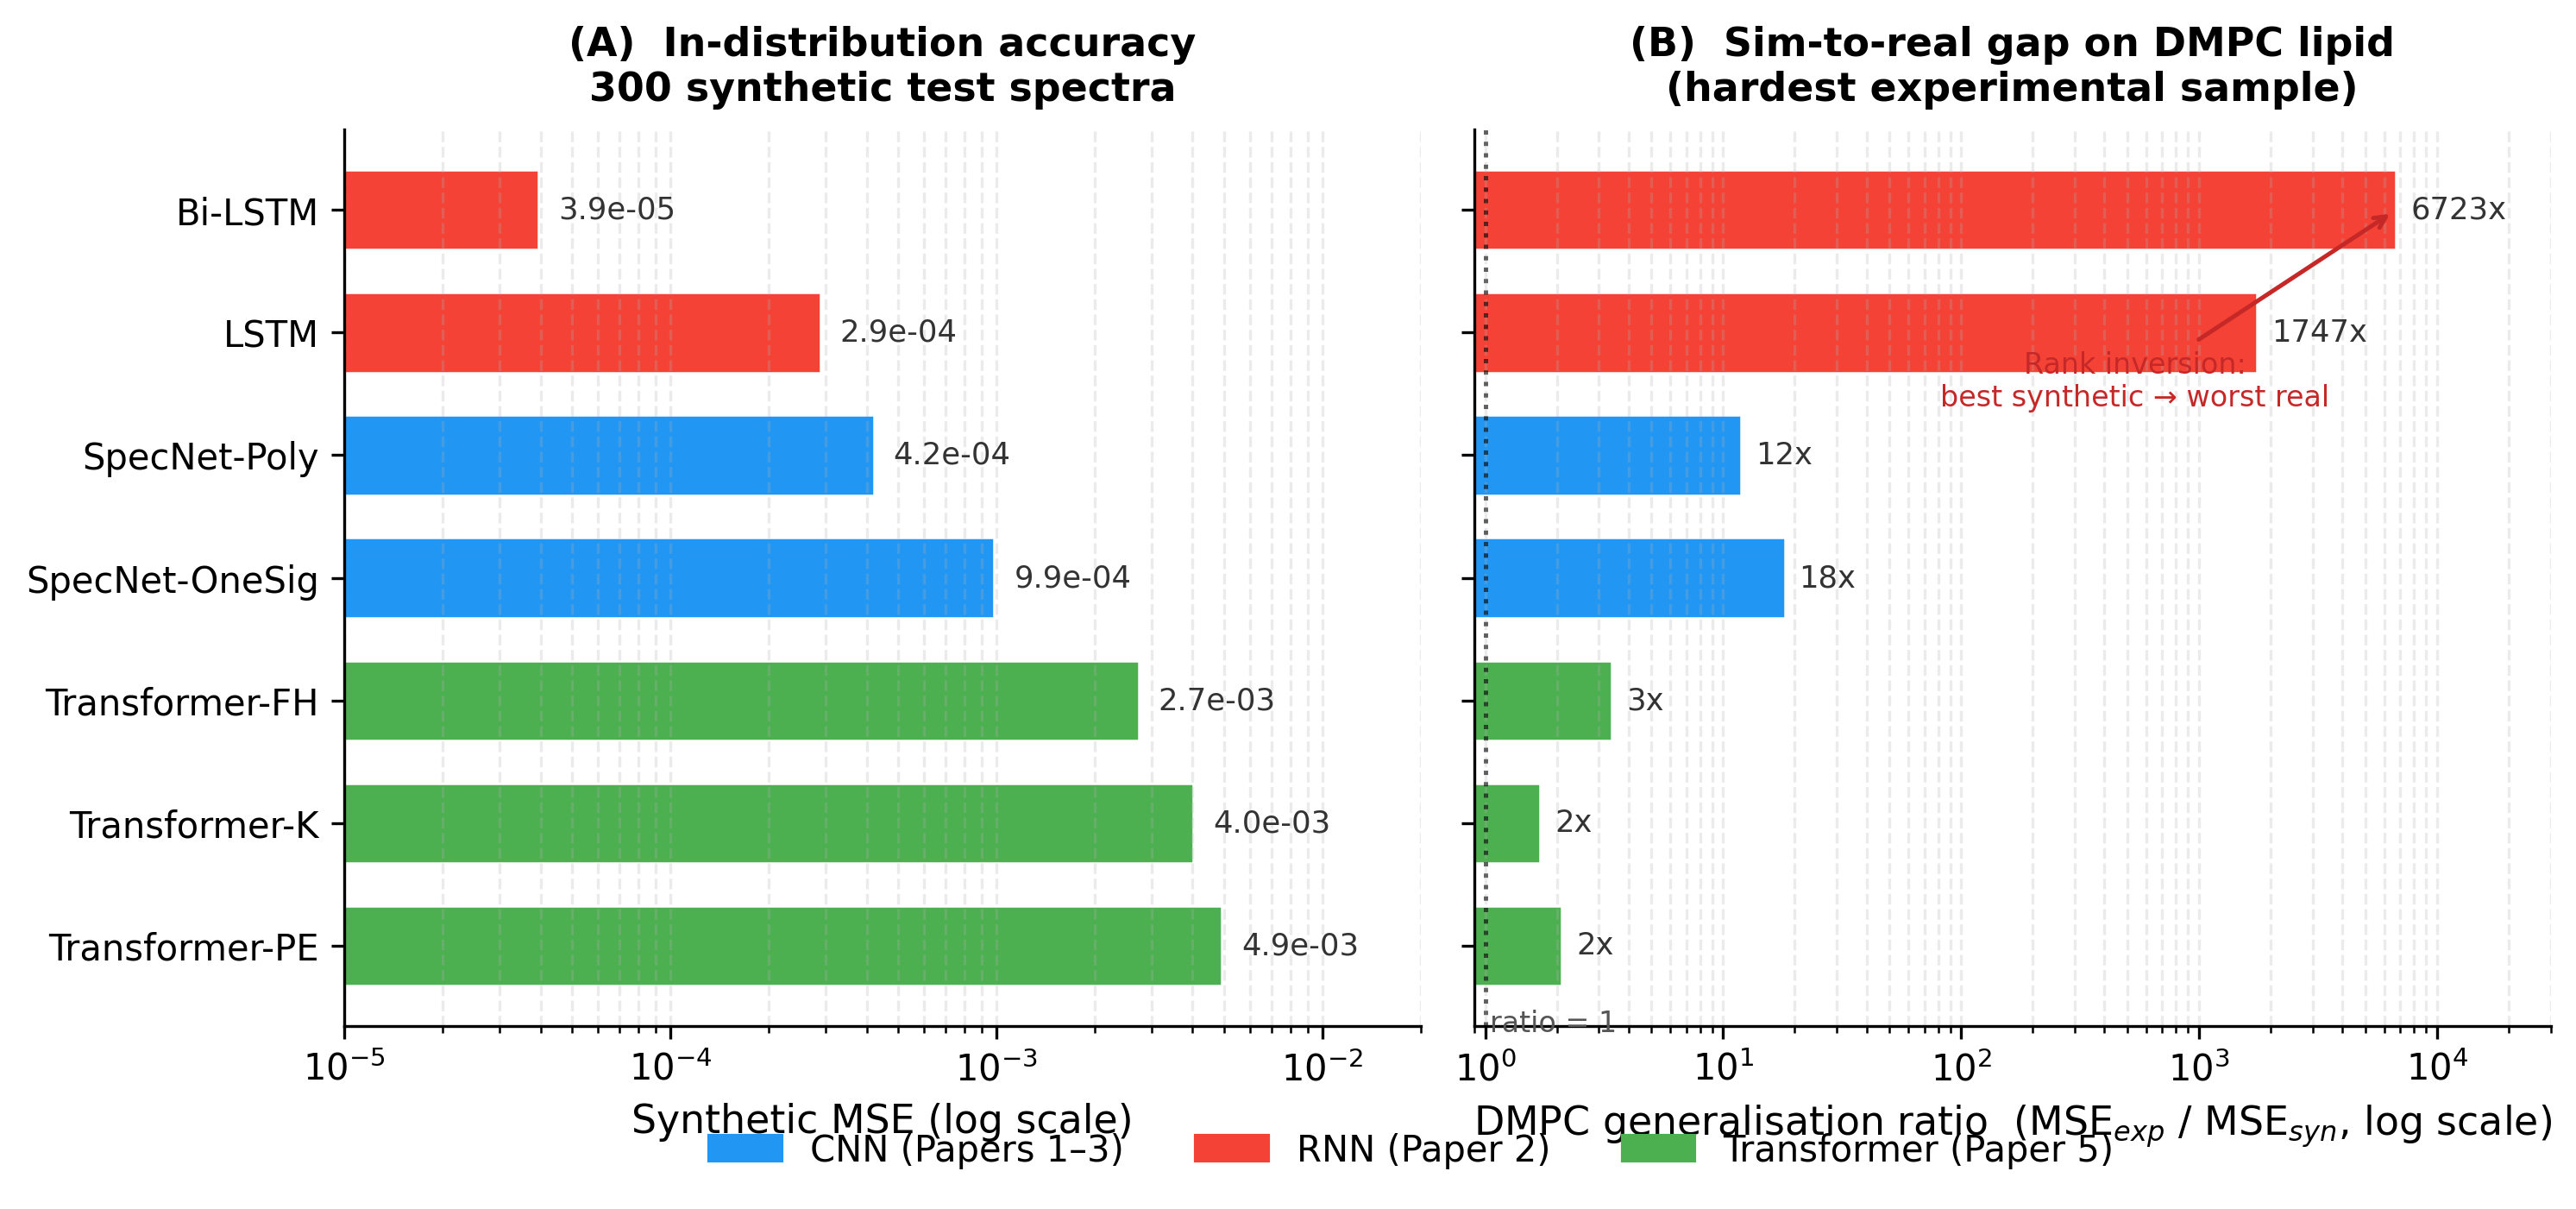 (A)  In-distribution accuracy
300 synthetic test spectra
Bi-LSTM
3.9e-05
LSTM
2.9e-04
SpecNet-Poly
4.2e-04
SpecNet-OneSig
9.9e-04
Transformer-FH
2.7e-03
Transformer-K
4.0e-03
Transformer-PE
4.9e-03
10⁻⁵ 10⁻⁴ 10⁻³ 10⁻²
Synthetic MSE (log scale)
(B)  Sim-to-real gap on DMPC lipid
(hardest experimental sample)
6723x
1747x
Rank inversion:
best synthetic → worst real
12x
18x
3x
2x
2x
ratio = 1
10⁰ 10¹ 10² 10³ 10⁴
DMPC generalisation ratio  (MSEexp / MSEsyn, log scale)
CNN (Papers 1–3) RNN (Paper 2) Transformer (Paper 5)